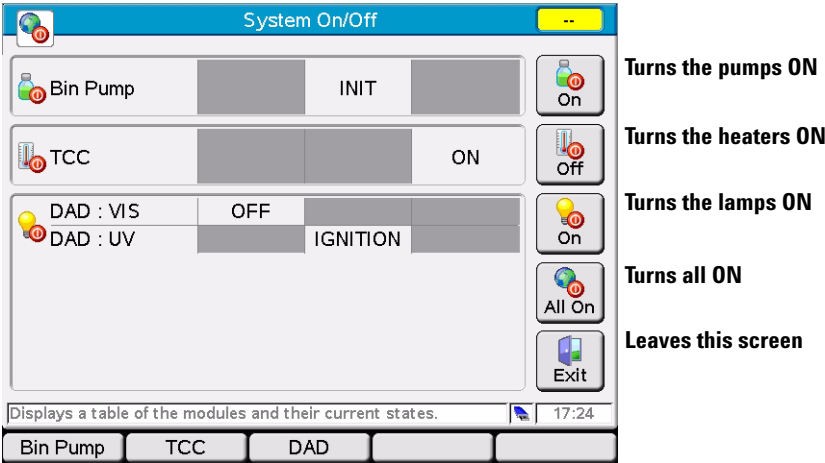 System On/Off
--
Bin Pump INIT
On
Turns the pumps ON
TCC ON
Off
Turns the heaters ON
DAD : VIS OFF
DAD : UV IGNITION
On
Turns the lamps ON
All On
Turns all ON
Exit
Leaves this screen
Displays a table of the modules and their current states.
17:24
Bin Pump TCC DAD